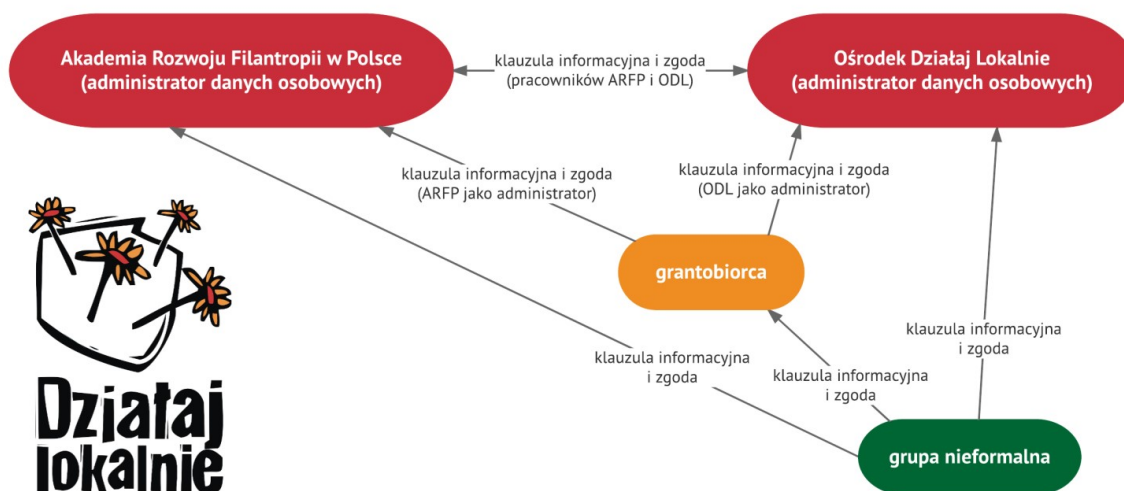 Akademia Rozwoju Filantropii w Polsce
(administrator danych osobowych)
klauzula informacyjna i zgoda
(pracowników ARFP i ODL)
Ośrodek Działaj Lokalnie
(administrator danych osobowych)
klauzula informacyjna i zgoda
(ARFP jako administrator)
klauzula informacyjna i zgoda
(ODL jako administrator)
grantobiorca
klauzula informacyjna
i zgoda
klauzula informacyjna
i zgoda
klauzula informacyjna
i zgoda
grupa nieformalna
Działaj
lokalnie